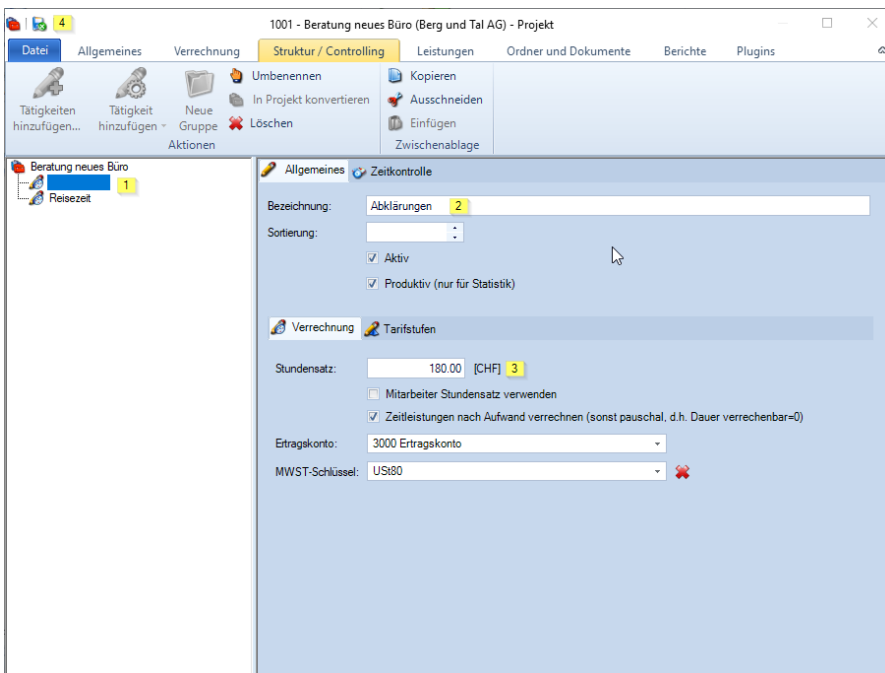 4
1001 - Beratung neues Büro (Berg und Tal AG) - Projekt
Datei Allgemeines Verrechnung Struktur / Controlling Leistungen Ordner und Dokumente Berichte Plugins
Tätigkeiten hinzufügen...
Tätigkeit hinzufügen
Neue Gruppe
Umbenennen
In Projekt konvertieren
Löschen
Aktionen
Kopieren
Ausschneiden
Einfügen
Zwischenablage
Beratung neues Büro
1
Reisezeit
Allgemeines Zeitkontrolle
Bezeichnung: Abklärungen 2
Sortierung:
Aktiv
Produktiv (nur für Statistik)
Verrechnung Tarifstufen
Stundensatz: 180.00 [CHF] 3
Mitarbeiter Stundensatz verwenden
Zeitleistungen nach Aufwand verrechnen (sonst pauschal, d.h. Dauer verrechenbar=0)
Ertragskonto: 3000 Ertragskonto
MWST-Schlüssel: USt80